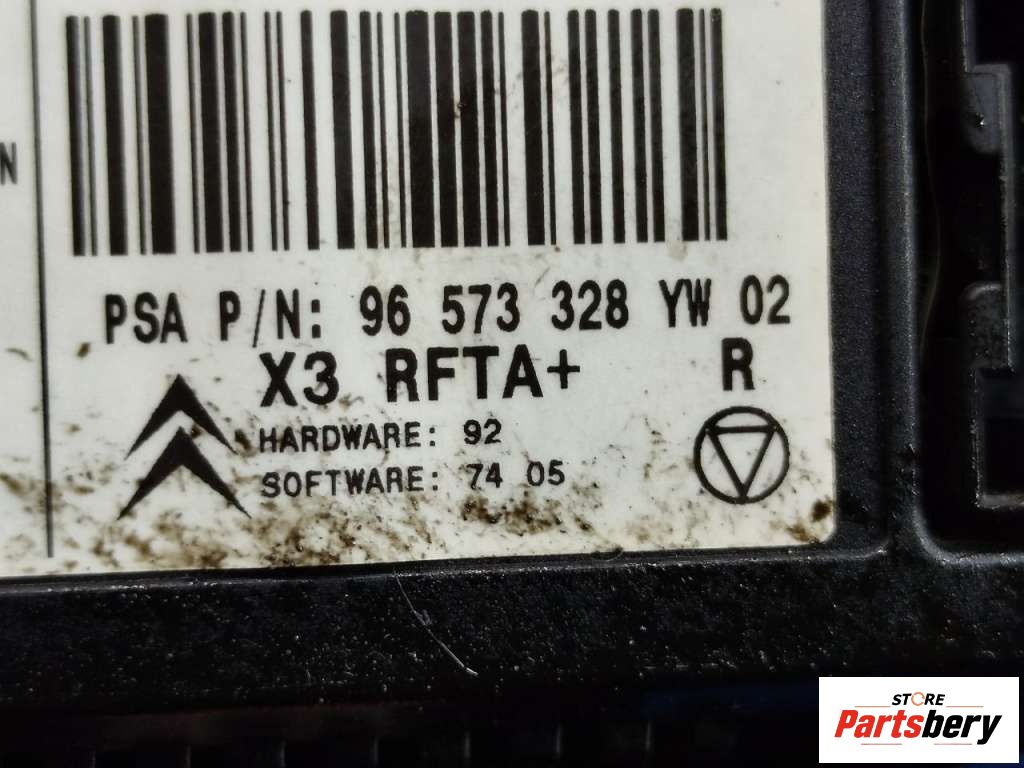 N
PSA P/N: 96 573 328 YW 02
X3 RFTA+ R
HARDWARE: 92
SOFTWARE: 74 05
STORE
Partsbery